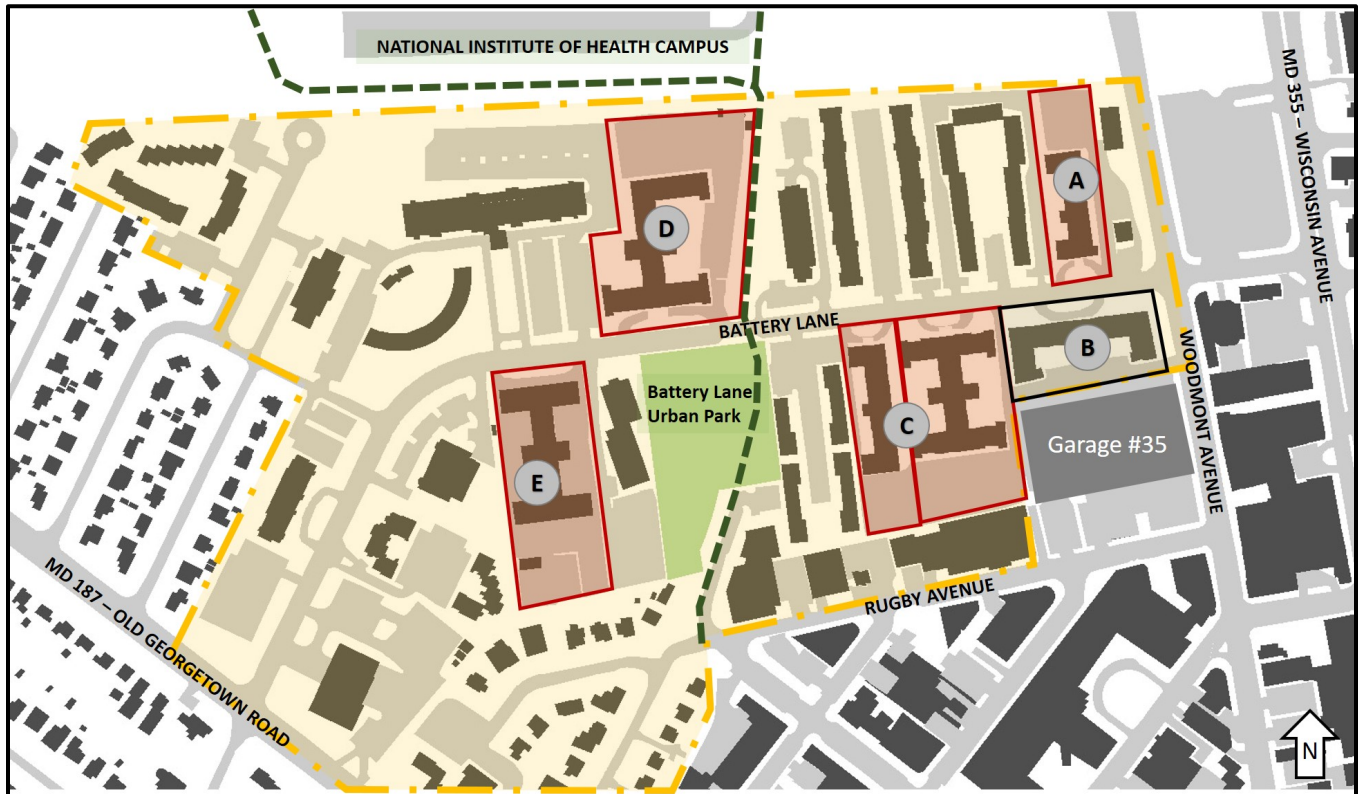 NATIONAL INSTITUTE OF HEALTH CAMPUS
MD 355 – WISCONSIN AVENUE
A
D
BATTERY LANE
B
WOODMONT AVENUE
Battery Lane
Urban Park
C
Garage #35
E
RUGBY AVENUE
MD 187 – OLD GEORGETOWN ROAD
N